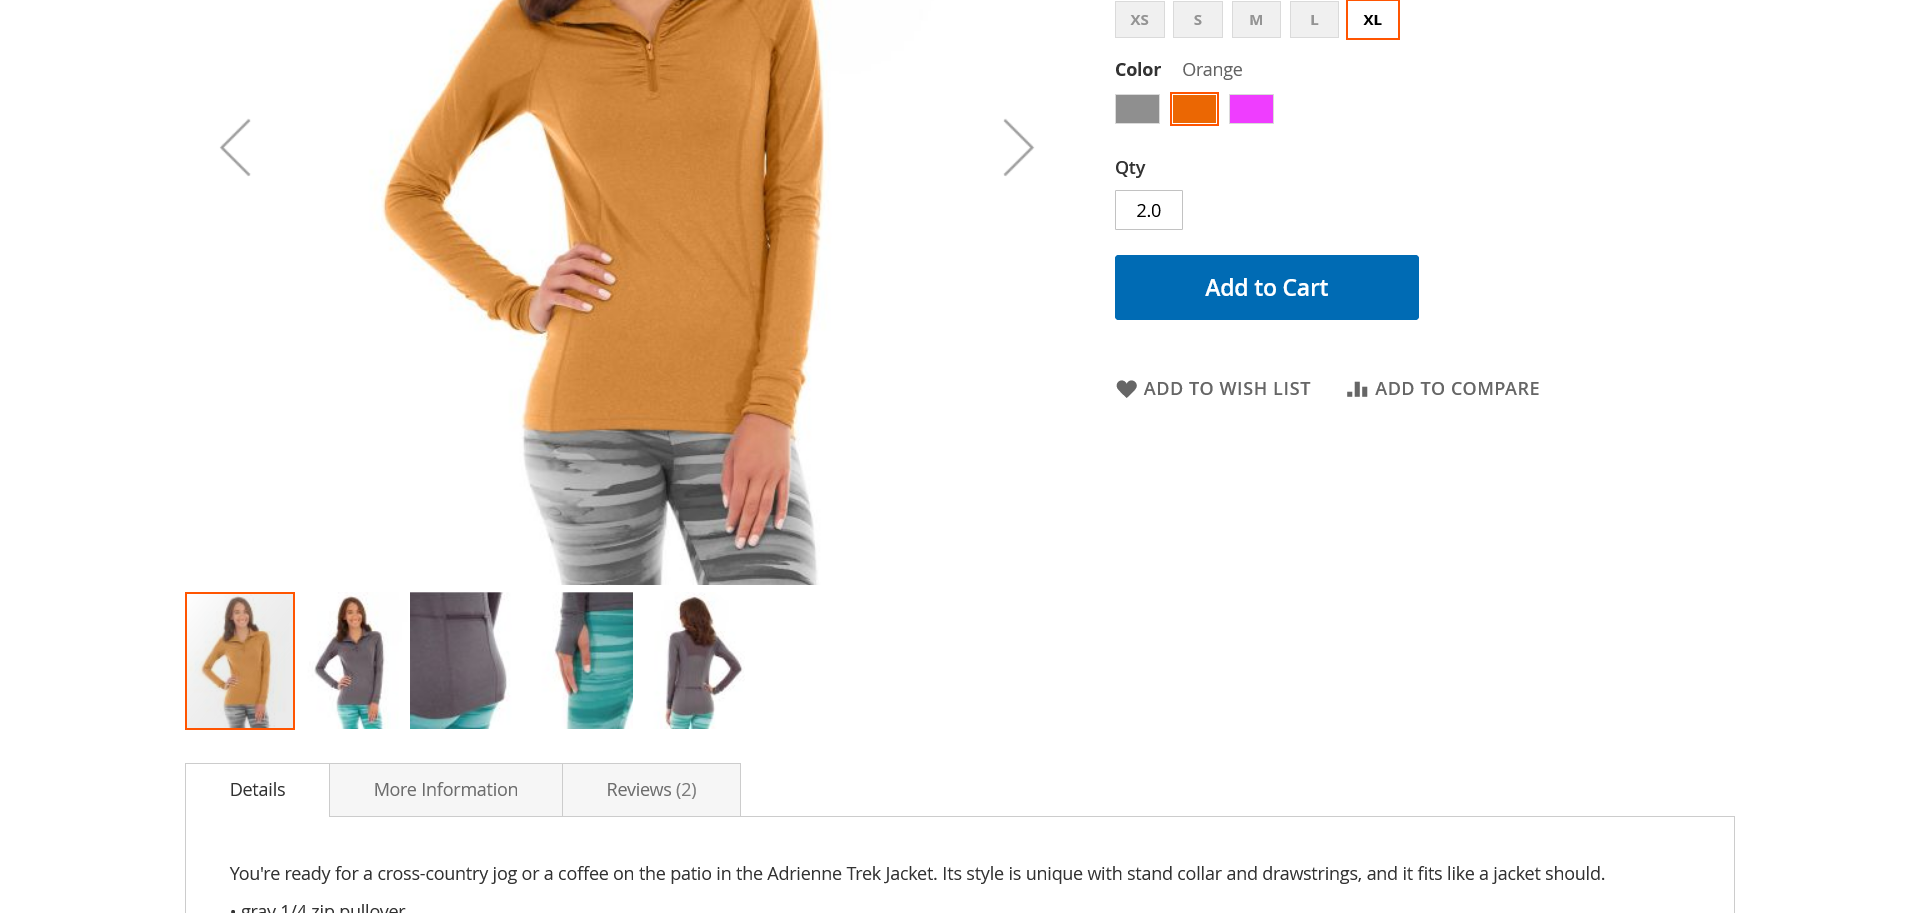 XS S M L XL
Color Orange
Qty
2.0
Add to Cart
ADD TO WISH LIST ADD TO COMPARE
Details More Information Reviews (2)
You're ready for a cross-country jog or a coffee on the patio in the Adrienne Trek Jacket. Its style is unique with stand collar and drawstrings, and it fits like a jacket should.
• gray 1/4 zip pullover.